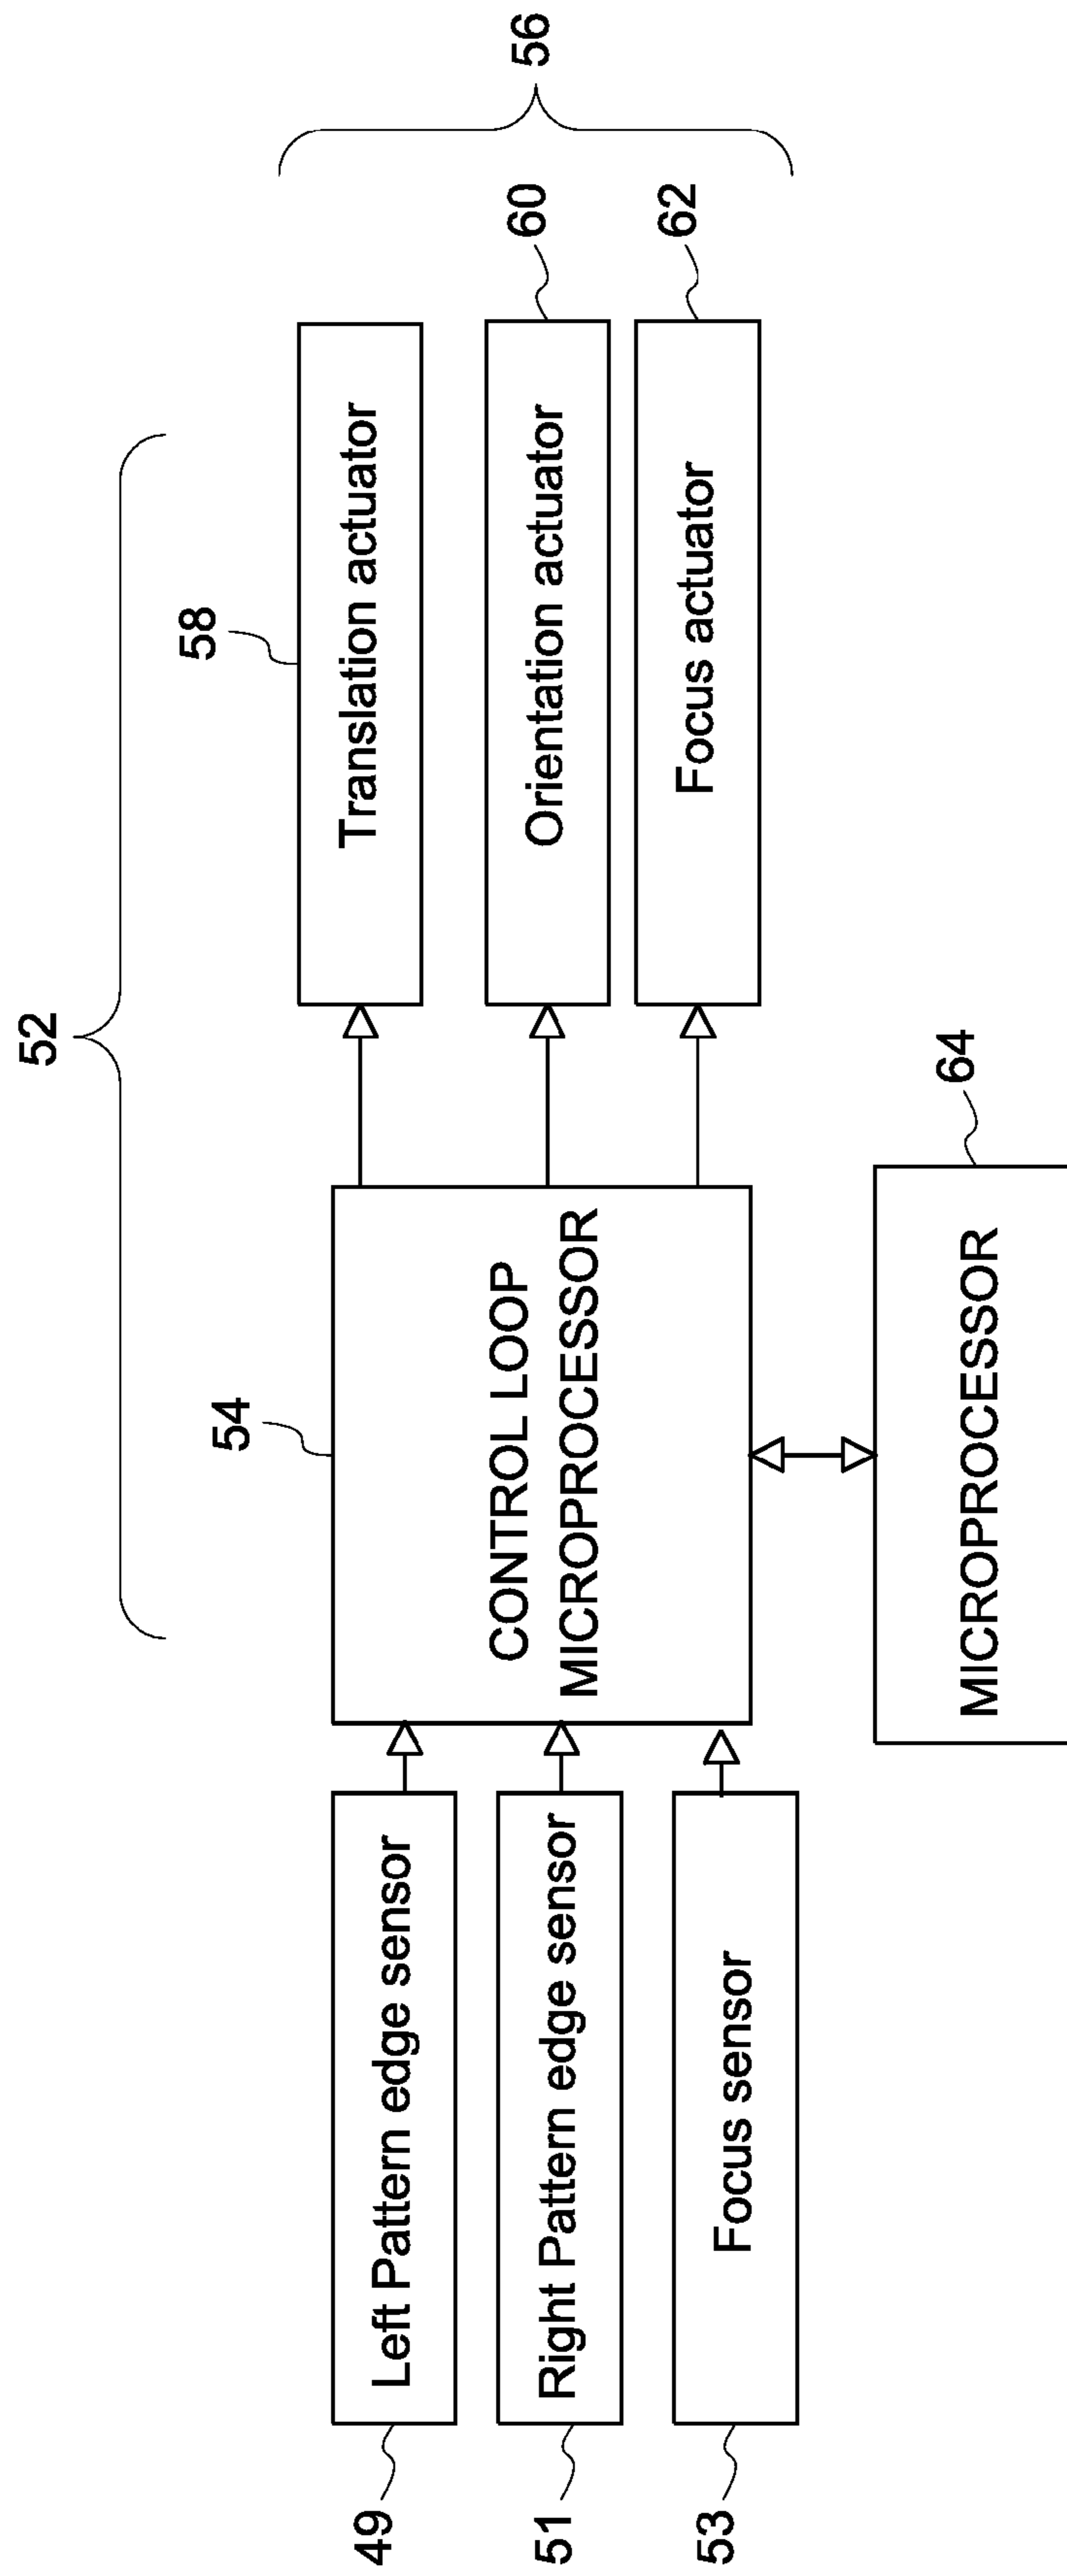 52
56
58
Translation actuator
60
Orientation actuator
62
Focus actuator
54
CONTROL LOOP
MICROPROCESSOR
64
MICROPROCESSOR
Left Pattern edge sensor
49
Right Pattern edge sensor
51
Focus sensor
53